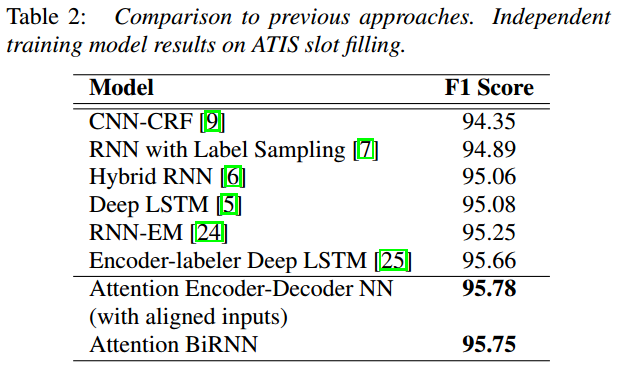 Table 2: Comparison to previous approaches. Independent
training model results on ATIS slot filling.
Model F1 Score
CNN-CRF [9] 94.35
RNN with Label Sampling [7] 94.89
Hybrid RNN [6] 95.06
Deep LSTM [5] 95.08
RNN-EM [24] 95.25
Encoder-labeler Deep LSTM [25] 95.66
Attention Encoder-Decoder NN 95.78
(with aligned inputs)
Attention BiRNN 95.75